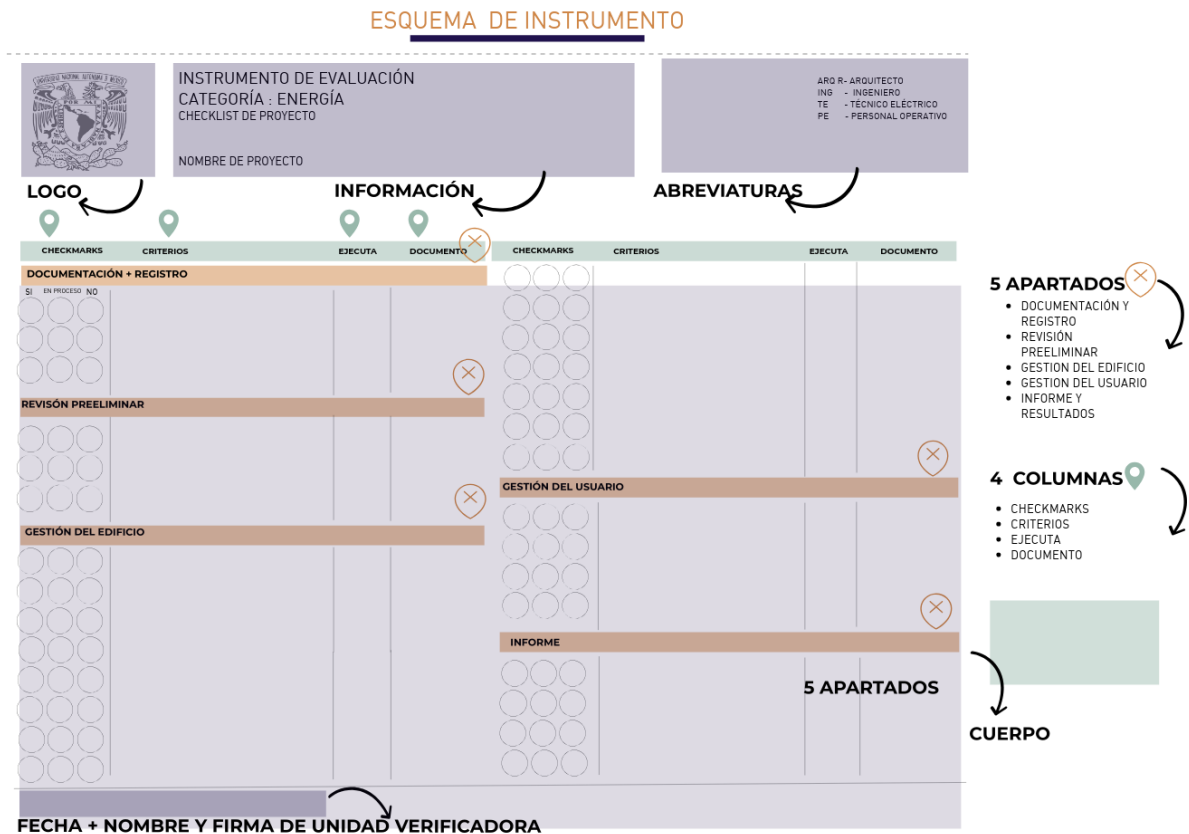 ESQUEMA DE INSTRUMENTO
POR MI
INSTRUMENTO DE EVALUACIÓN
CATEGORÍA : ENERGÍA
CHECKLIST DE PROYECTO
NOMBRE DE PROYECTO
ARQ R- ARQUITECTO
ING - INGENIERO
TE - TÉCNICO ELÉCTRICO
PE - PERSONAL OPERATIVO
LOGO
INFORMACIÓN
ABREVIATURAS
CHECKMARKS CRITERIOS EJECUTA DOCUMENTO
DOCUMENTACIÓN + REGISTRO
SI EN PROCESO NO
REVISÓN PREELIMINAR
GESTIÓN DEL EDIFICIO
CHECKMARKS CRITERIOS EJECUTA DOCUMENTO
GESTIÓN DEL USUARIO
INFORME
5 APARTADOS
5 APARTADOS
• DOCUMENTACIÓN Y
REGISTRO
• REVISIÓN
PREELIMINAR
• GESTION DEL EDIFICIO
• GESTION DEL USUARIO
• INFORME Y
RESULTADOS
4 COLUMNAS
• CHECKMARKS
• CRITERIOS
• EJECUTA
• DOCUMENTO
CUERPO
FECHA + NOMBRE Y FIRMA DE UNIDAD VERIFICADORA